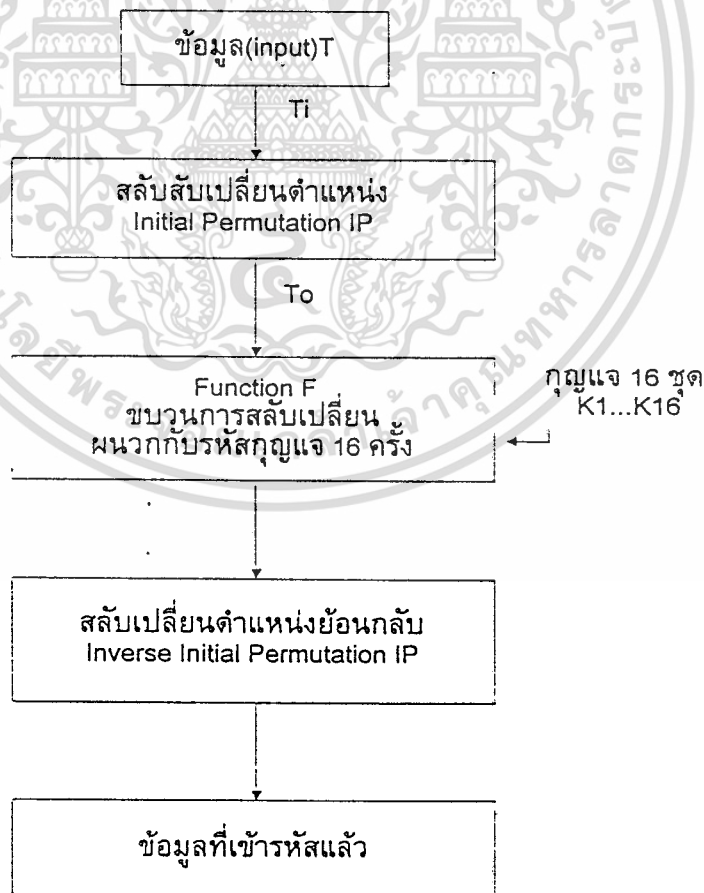 ข้อมูล(input)T
Ti
สลับสับเปลี่ยนตำแหน่ง
Initial Permutation IP
To
Function F
ขบวนการสลับเปลี่ยน
ผนวกกับรหัสกุญแจ 16 ครั้ง
กุญแจ 16 ชุด
K1...K16
สลับเปลี่ยนตำแหน่งย้อนกลับ
Inverse Initial Permutation IP
ข้อมูลที่เข้ารหัสแล้ว